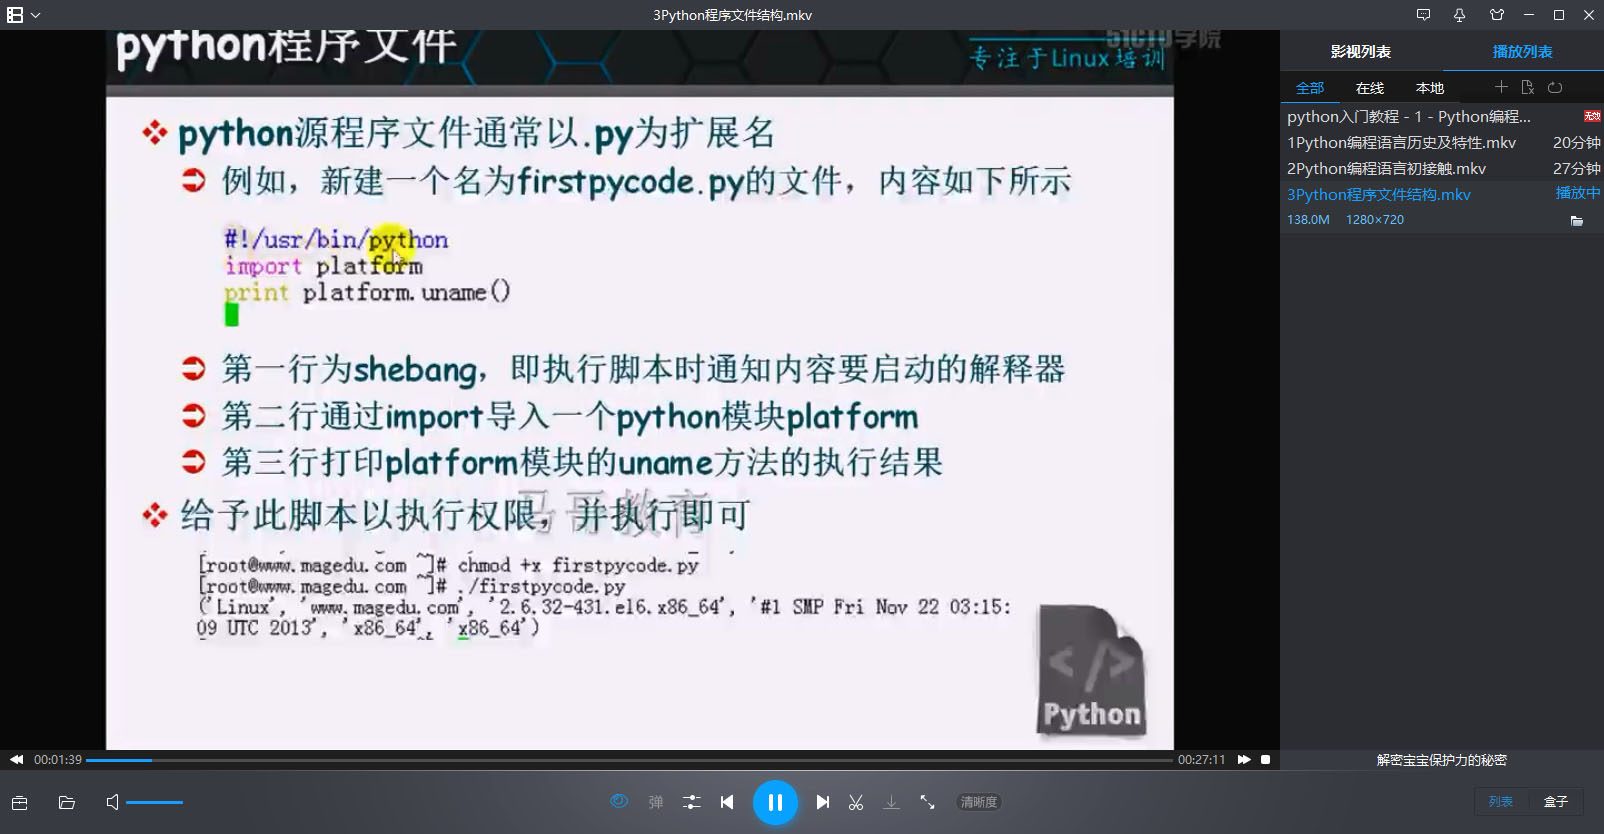 3Python程序文件结构.mkv
python程序文件
51CTO学院
专注于Linux培训
python源程序文件通常以.py为扩展名
例如，新建一个名为firstpycode.py的文件，内容如下所示
#!/usr/bin/python
import platform
print platform.uname()
第一行为shebang，即执行脚本时通知内容要启动的解释器
第二行通过import导入一个python模块platform
第三行打印platform模块的uname方法的执行结果
马哥教育
给予此脚本以执行权限，并执行即可
[root@www.magedu.com ~]# chmod +x firstpycode.py
[root@www.magedu.com ~]# ./firstpycode.py
('Linux', 'www.magedu.com', '2.6.32-431.el6.x86_64', '#1 SMP Fri Nov 22 03:15:
09 UTC 2013', 'x86_64', 'x86_64')
</>
Python
00:01:39
00:27:11
弹
清晰度
影视列表 播放列表
全部 在线 本地
python入门教程 - 1 - Python编程... 无效
1Python编程语言历史及特性.mkv 20分钟
2Python编程语言初接触.mkv 27分钟
3Python程序文件结构.mkv 播放中
138.0M 1280×720
解密宝宝保护力的秘密
列表 盒子